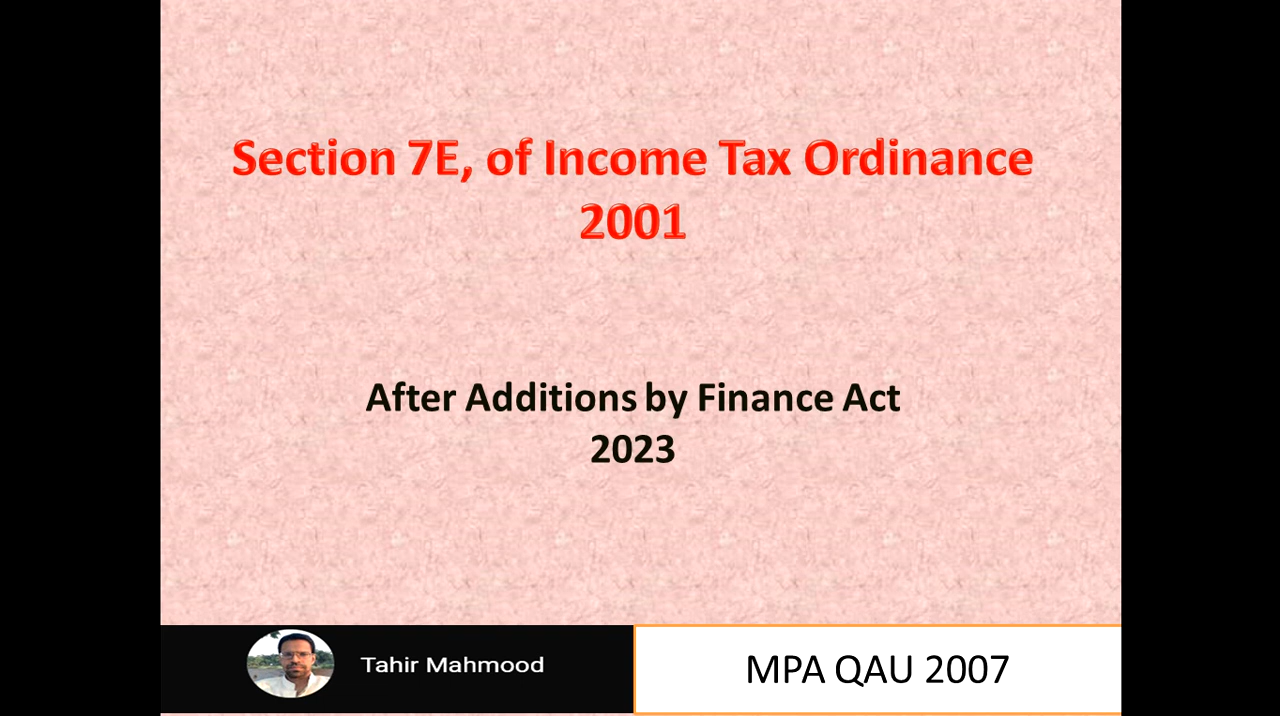 Section 7E, of Income Tax Ordinance
2001
After Additions by Finance Act
2023
Tahir Mahmood
MPA QAU 2007